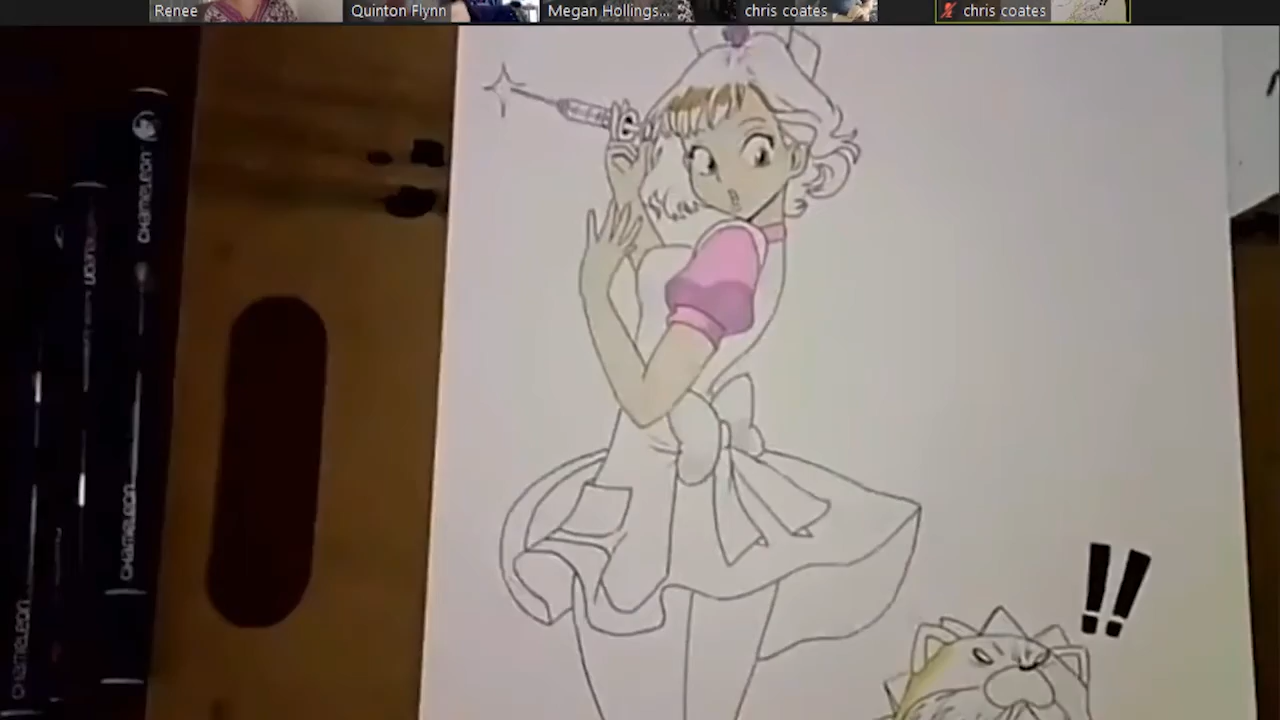 Renee
Quinton Flynn
Megan Hollings...
chris coates
chris coates
CHAMELEON
CHAMELEON
CHAMELEON
!!